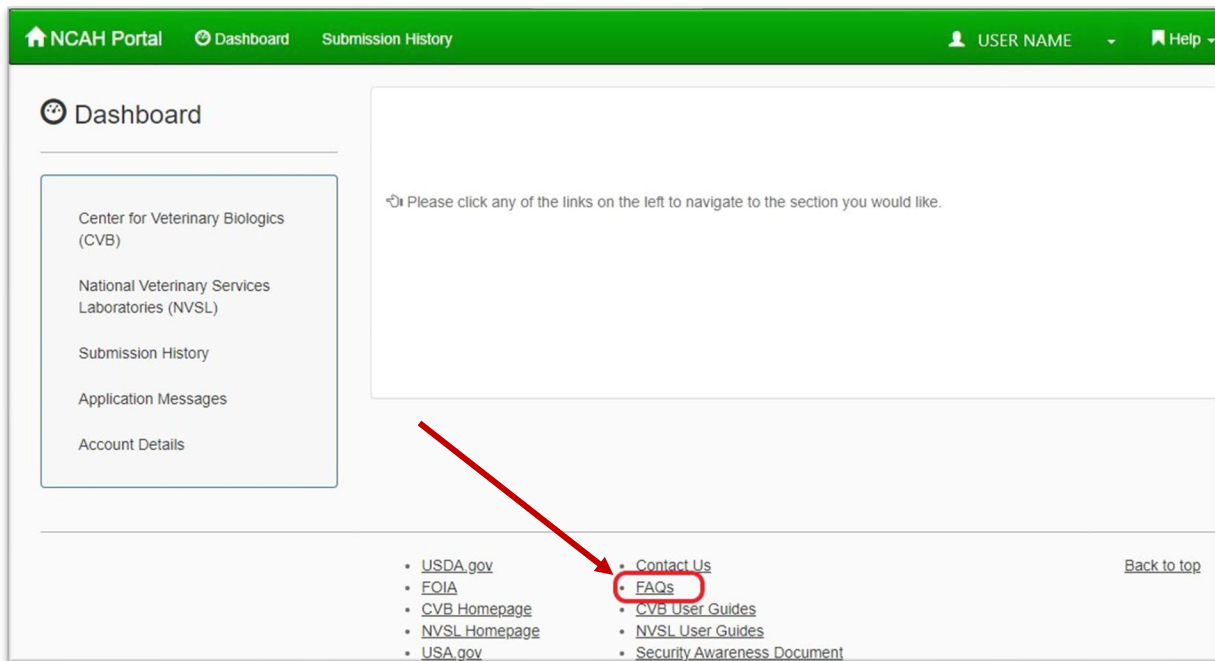 NCAH Portal Dashboard Submission History USER NAME Help
Dashboard
Please click any of the links on the left to navigate to the section you would like.
Center for Veterinary Biologics
(CVB)
National Veterinary Services
Laboratories (NVSL)
Submission History
Application Messages
Account Details
USDA.gov
FOIA
CVB Homepage
NVSL Homepage
USA.gov
Contact Us
FAQs
CVB User Guides
NVSL User Guides
Security Awareness Document
Back to top